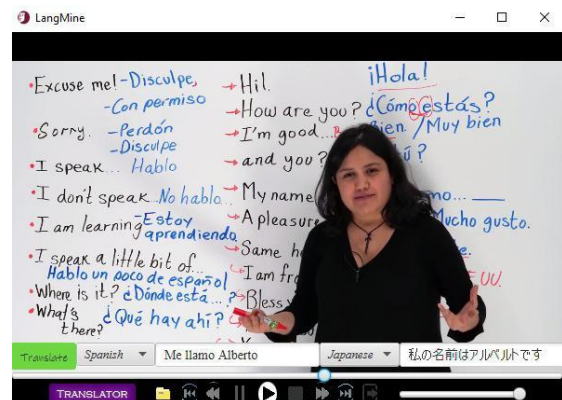 LangMine
Excuse me! - Disculpe,
- Con permiso
Sorry. - Perdón
- Disculpe
I speak... Hablo
I don't speak...No hablo...
I am learning - Estoy
aprendiendo
I speak a little bit of...
Hablo un poco de español
Where is it? ¿Dónde está...?
What's ¿Qué hay ahí?
there?
Hi!. ¡Hola!
How are you? ¿Cómo estás?
I'm good... Bien / Muy bien
and you?
My name
A pleasure Mucho gusto.
Same
I am
Bless
Translate Spanish Me llamo Alberto Japanese 私の名前はアルベルトです
TRANSLATOR